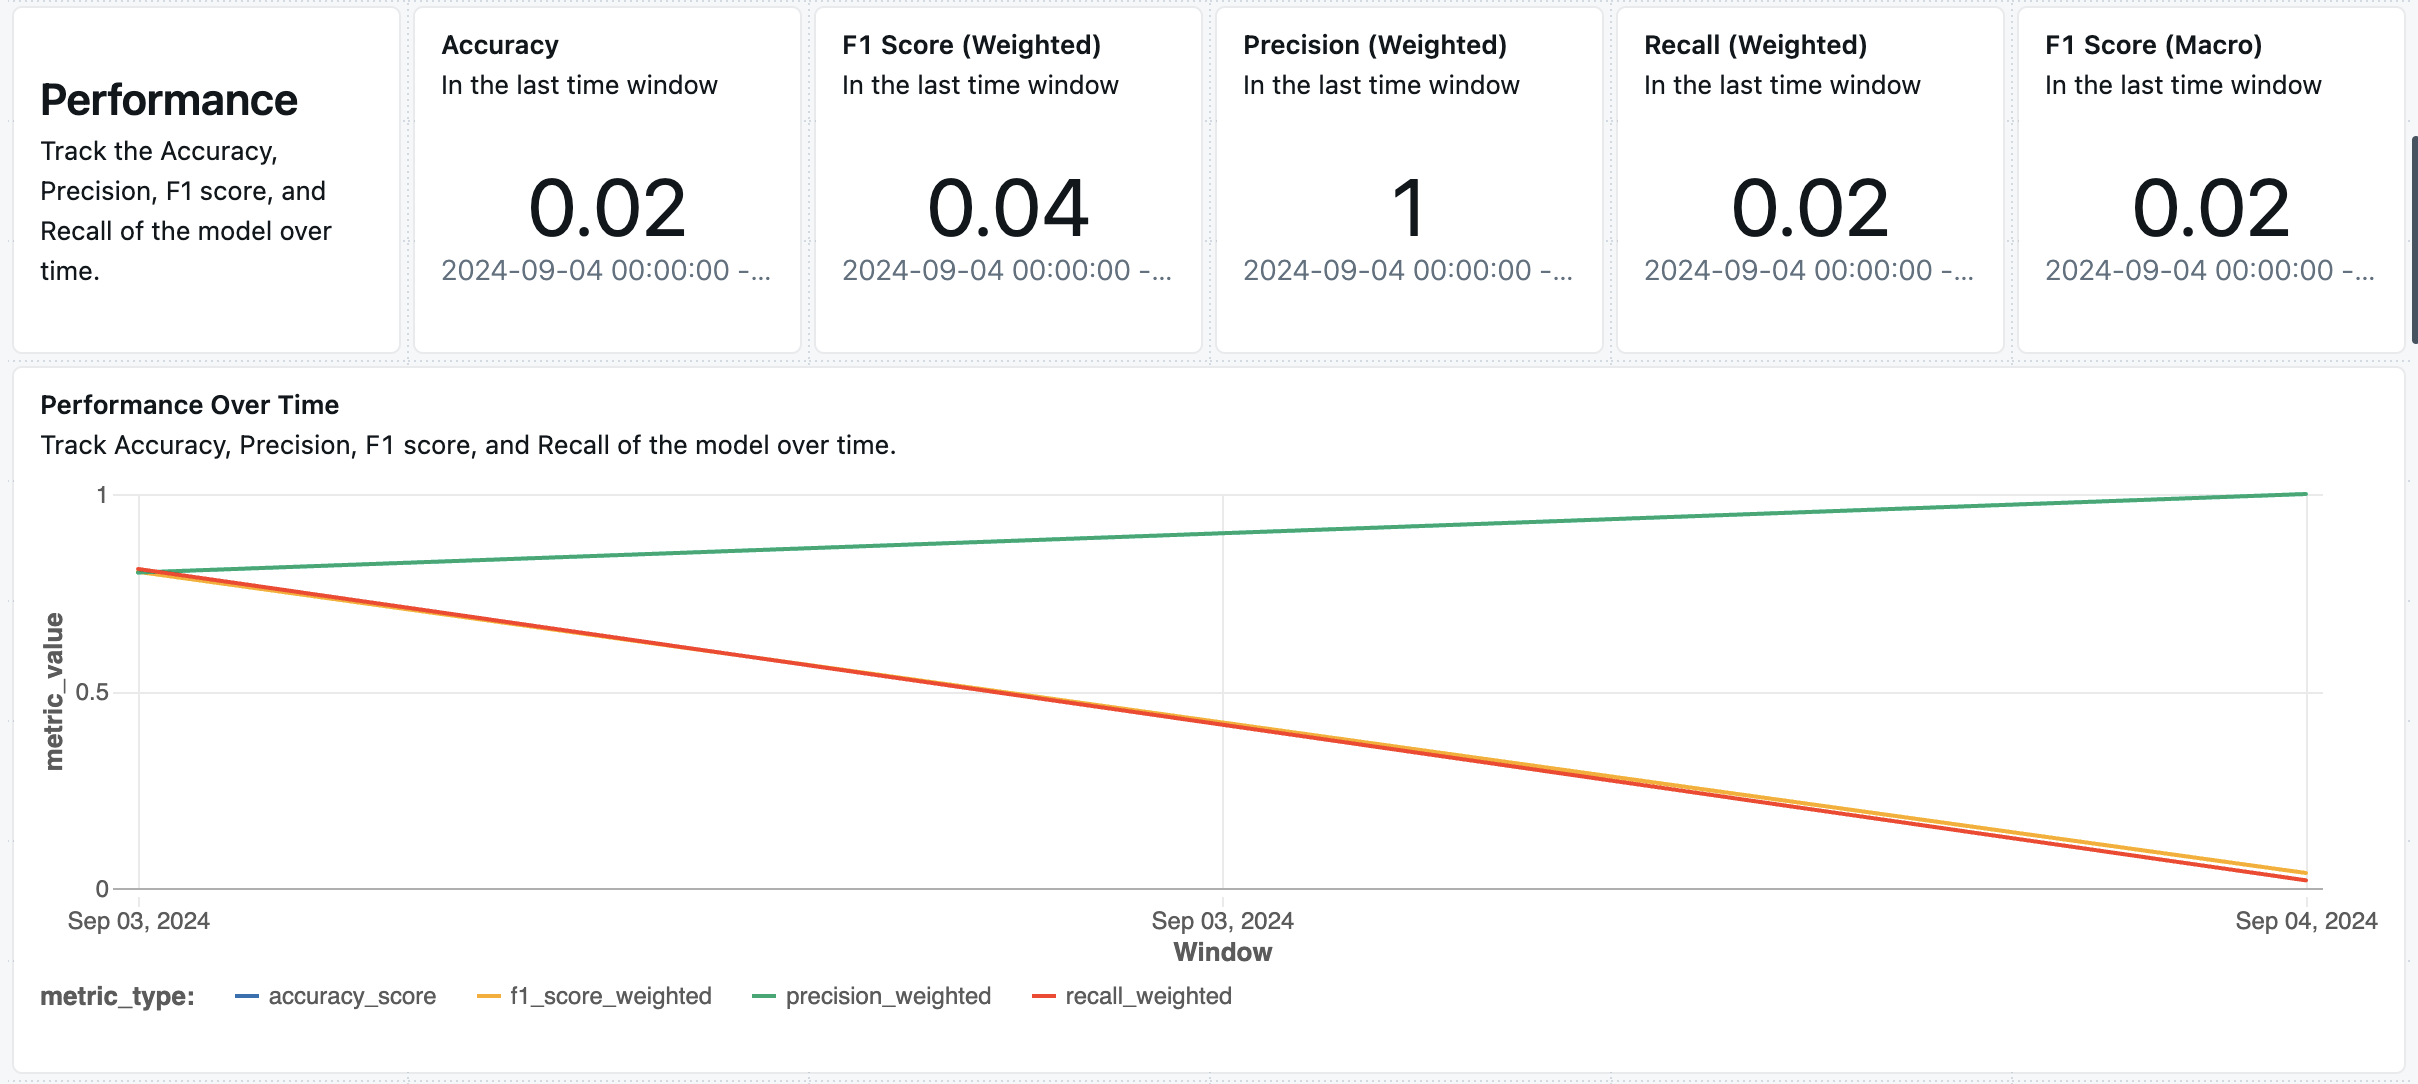 Performance
Track the Accuracy,
Precision, F1 score, and
Recall of the model over
time.
Accuracy
In the last time window
0.02
2024-09-04 00:00:00 -...
F1 Score (Weighted)
In the last time window
0.04
2024-09-04 00:00:00 -...
Precision (Weighted)
In the last time window
1
2024-09-04 00:00:00 -...
Recall (Weighted)
In the last time window
0.02
2024-09-04 00:00:00 -...
F1 Score (Macro)
In the last time window
0.02
2024-09-04 00:00:00 -...
Performance Over Time
Track Accuracy, Precision, F1 score, and Recall of the model over time.
metric_value
1
0.5
0
Sep 03, 2024
Sep 03, 2024
Sep 04, 2024
Window
metric_type: accuracy_score f1_score_weighted precision_weighted recall_weighted